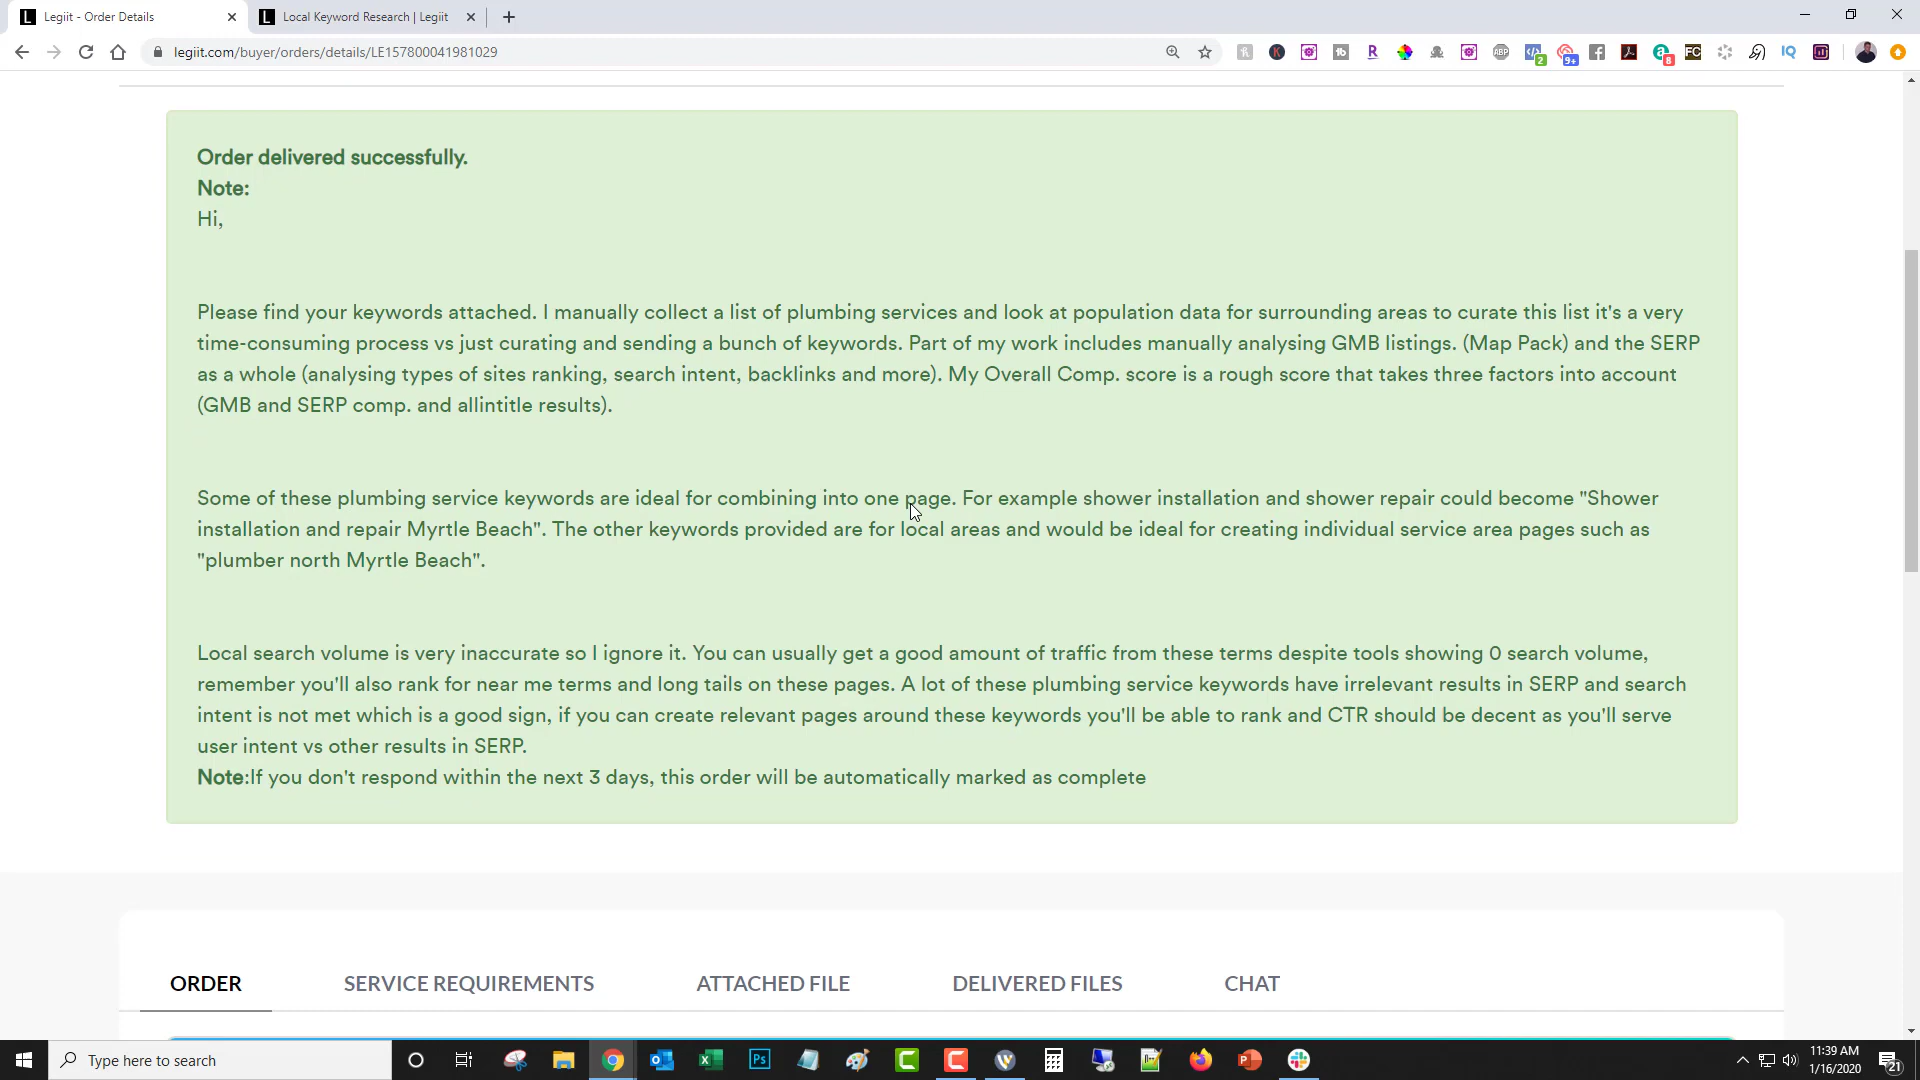 Legiit - Order Details
Local Keyword Research | Legiit
legiit.com/buyer/orders/details/LE157800041981029
Order delivered successfully.
Note:
Hi,
Please find your keywords attached. I manually collect a list of plumbing services and look at population data for surrounding areas to curate this list it's a very
time-consuming process vs just curating and sending a bunch of keywords. Part of my work includes manually analysing GMB listings. (Map Pack) and the SERP
as a whole (analysing types of sites ranking, search intent, backlinks and more). My Overall Comp. score is a rough score that takes three factors into account
(GMB and SERP comp. and allintitle results).
Some of these plumbing service keywords are ideal for combining into one page. For example shower installation and shower repair could become "Shower
installation and repair Myrtle Beach". The other keywords provided are for local areas and would be ideal for creating individual service area pages such as
"plumber north Myrtle Beach".
Local search volume is very inaccurate so I ignore it. You can usually get a good amount of traffic from these terms despite tools showing 0 search volume,
remember you'll also rank for near me terms and long tails on these pages. A lot of these plumbing service keywords have irrelevant results in SERP and search
intent is not met which is a good sign, if you can create relevant pages around these keywords you'll be able to rank and CTR should be decent as you'll serve
user intent vs other results in SERP.
Note:If you don't respond within the next 3 days, this order will be automatically marked as complete
ORDER SERVICE REQUIREMENTS ATTACHED FILE DELIVERED FILES CHAT
Type here to search
11:39 AM
1/16/2020
21